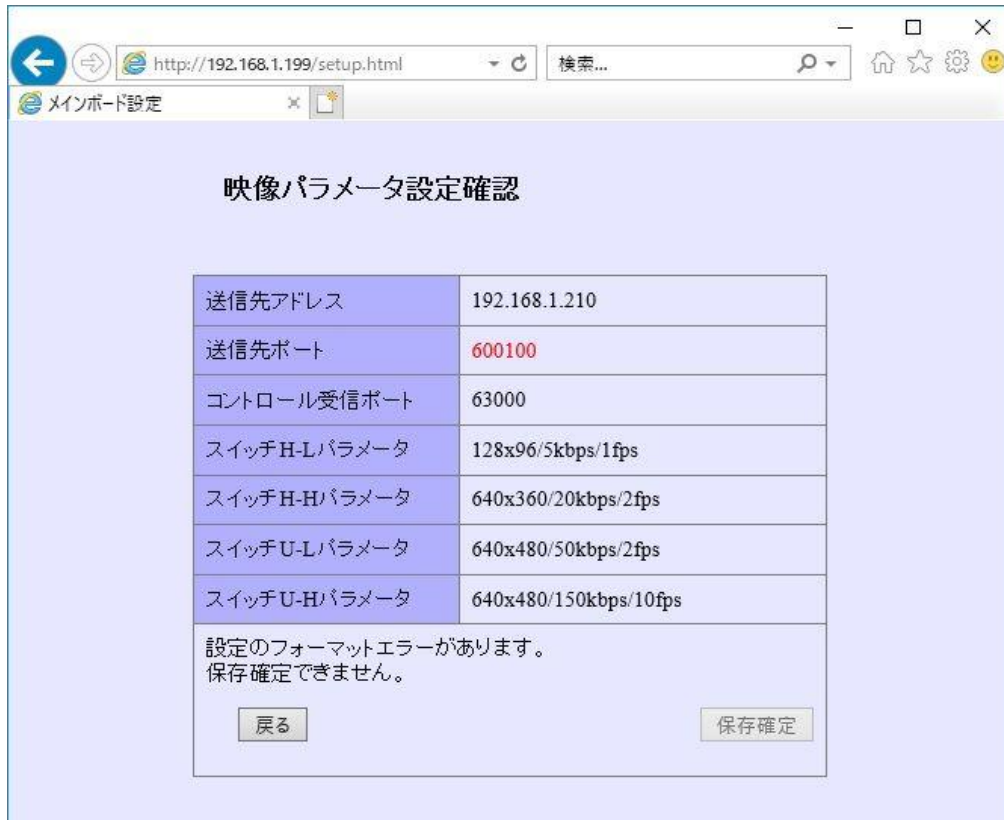 http://192.168.1.199/setup.html
検索...
メインボード設定
映像パラメータ設定確認
送信先アドレス 192.168.1.210
送信先ポート 600100
コントロール受信ポート 63000
スイッチH-Lパラメータ 128x96/5kbps/1fps
スイッチH-Hパラメータ 640x360/20kbps/2fps
スイッチU-Lパラメータ 640x480/50kbps/2fps
スイッチU-Hパラメータ 640x480/150kbps/10fps
設定のフォーマットエラーがあります。
保存確定できません。
戻る 保存確定